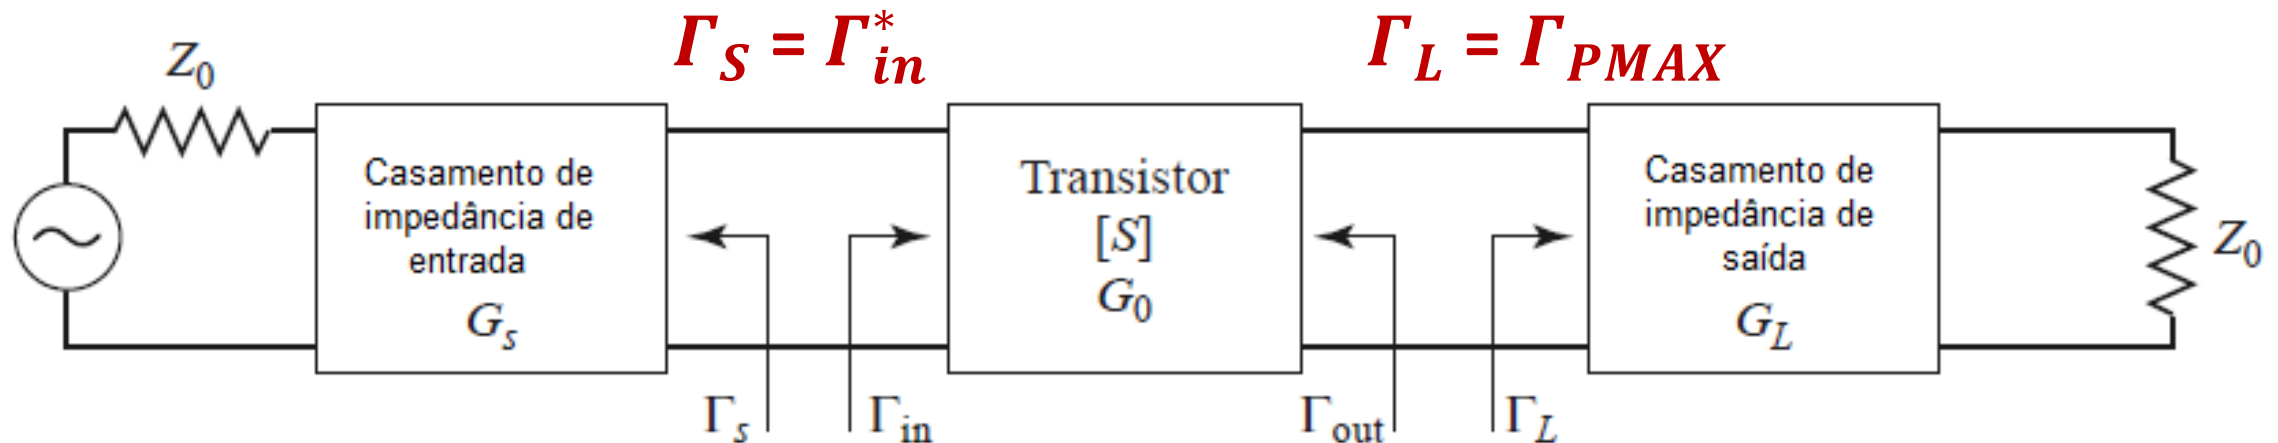 Γ_S = Γ*_in
Γ_L = Γ_PMAX
Z₀
Casamento de
impedância de
entrada
G_s
Transistor
[S]
G₀
Casamento de
impedância de
saída
G_L
Z₀
Γ_s
Γ_in
Γ_out
Γ_L